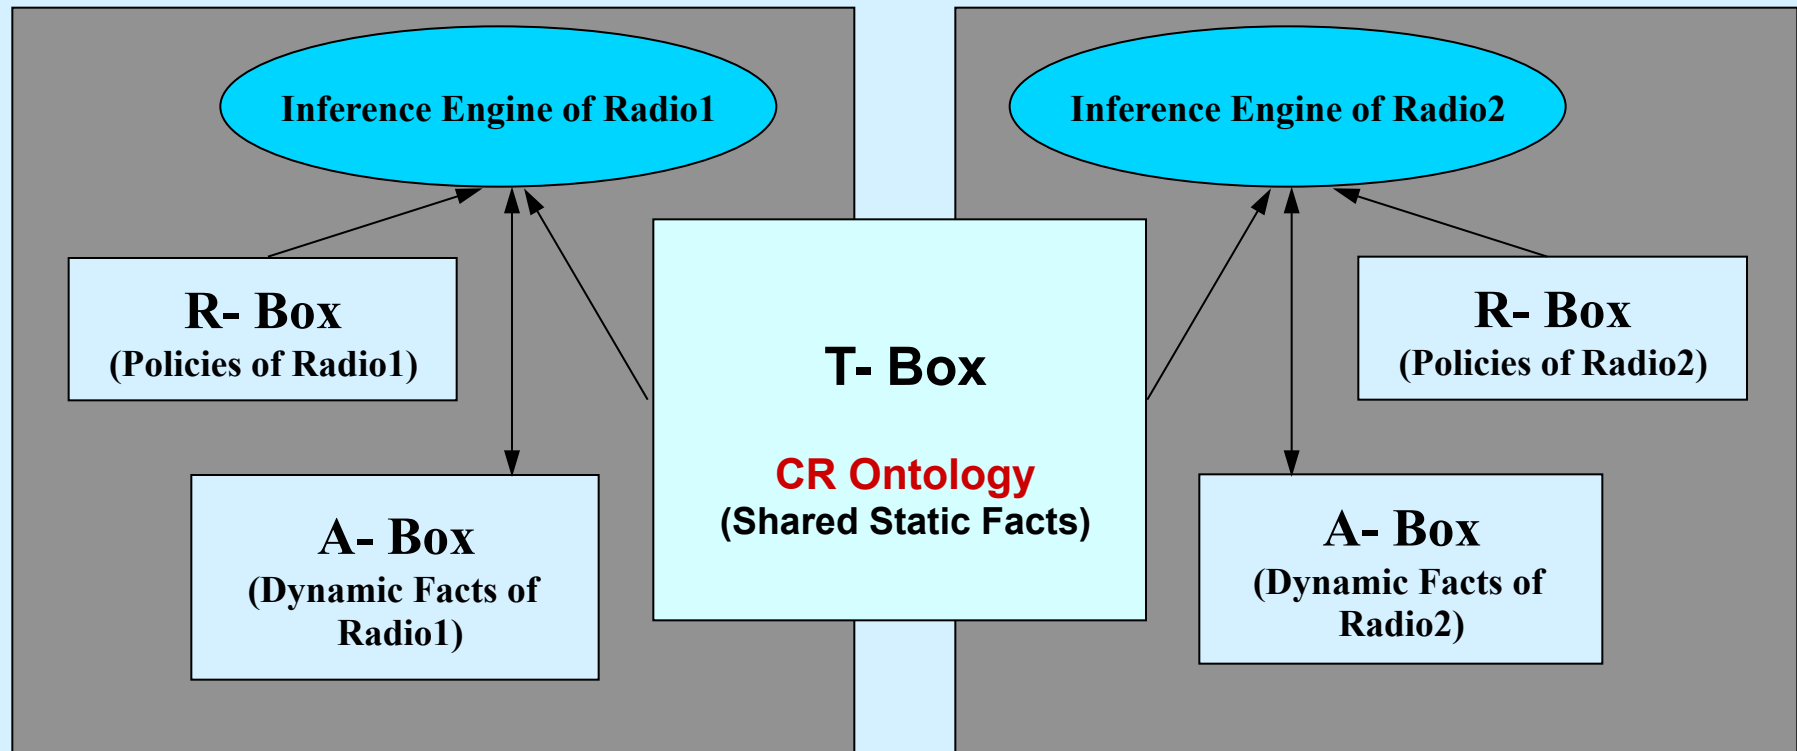 Inference Engine of Radio1
Inference Engine of Radio2
R- Box
(Policies of Radio1)
A- Box
(Dynamic Facts of
Radio1)
T- Box
CR Ontology
(Shared Static Facts)
R- Box
(Policies of Radio2)
A- Box
(Dynamic Facts of
Radio2)